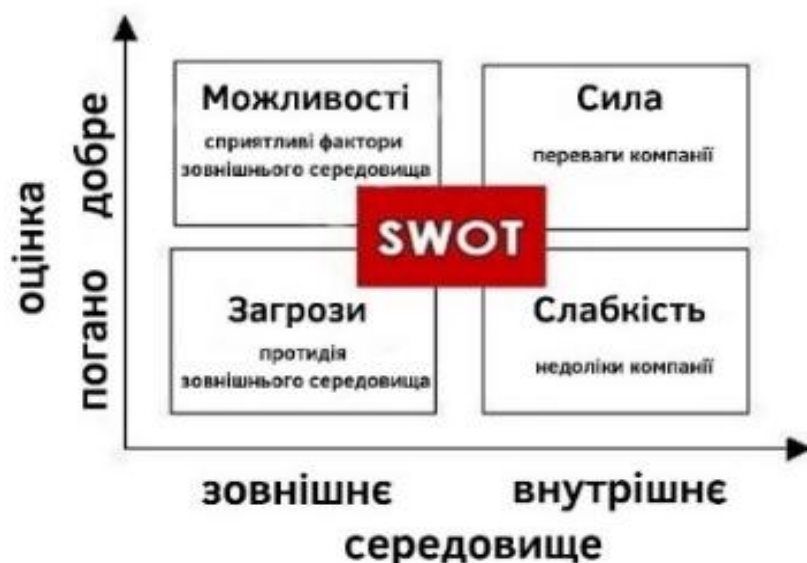 Можливості
сприятливі фактори
зовнішнього середовища
Сила
переваги компанії
SWOT
Загрози
протидія
зовнішнього середовища
Слабкість
недоліки компанії
оцінка
добре
погано
зовнішнє
внутрішнє
середовище